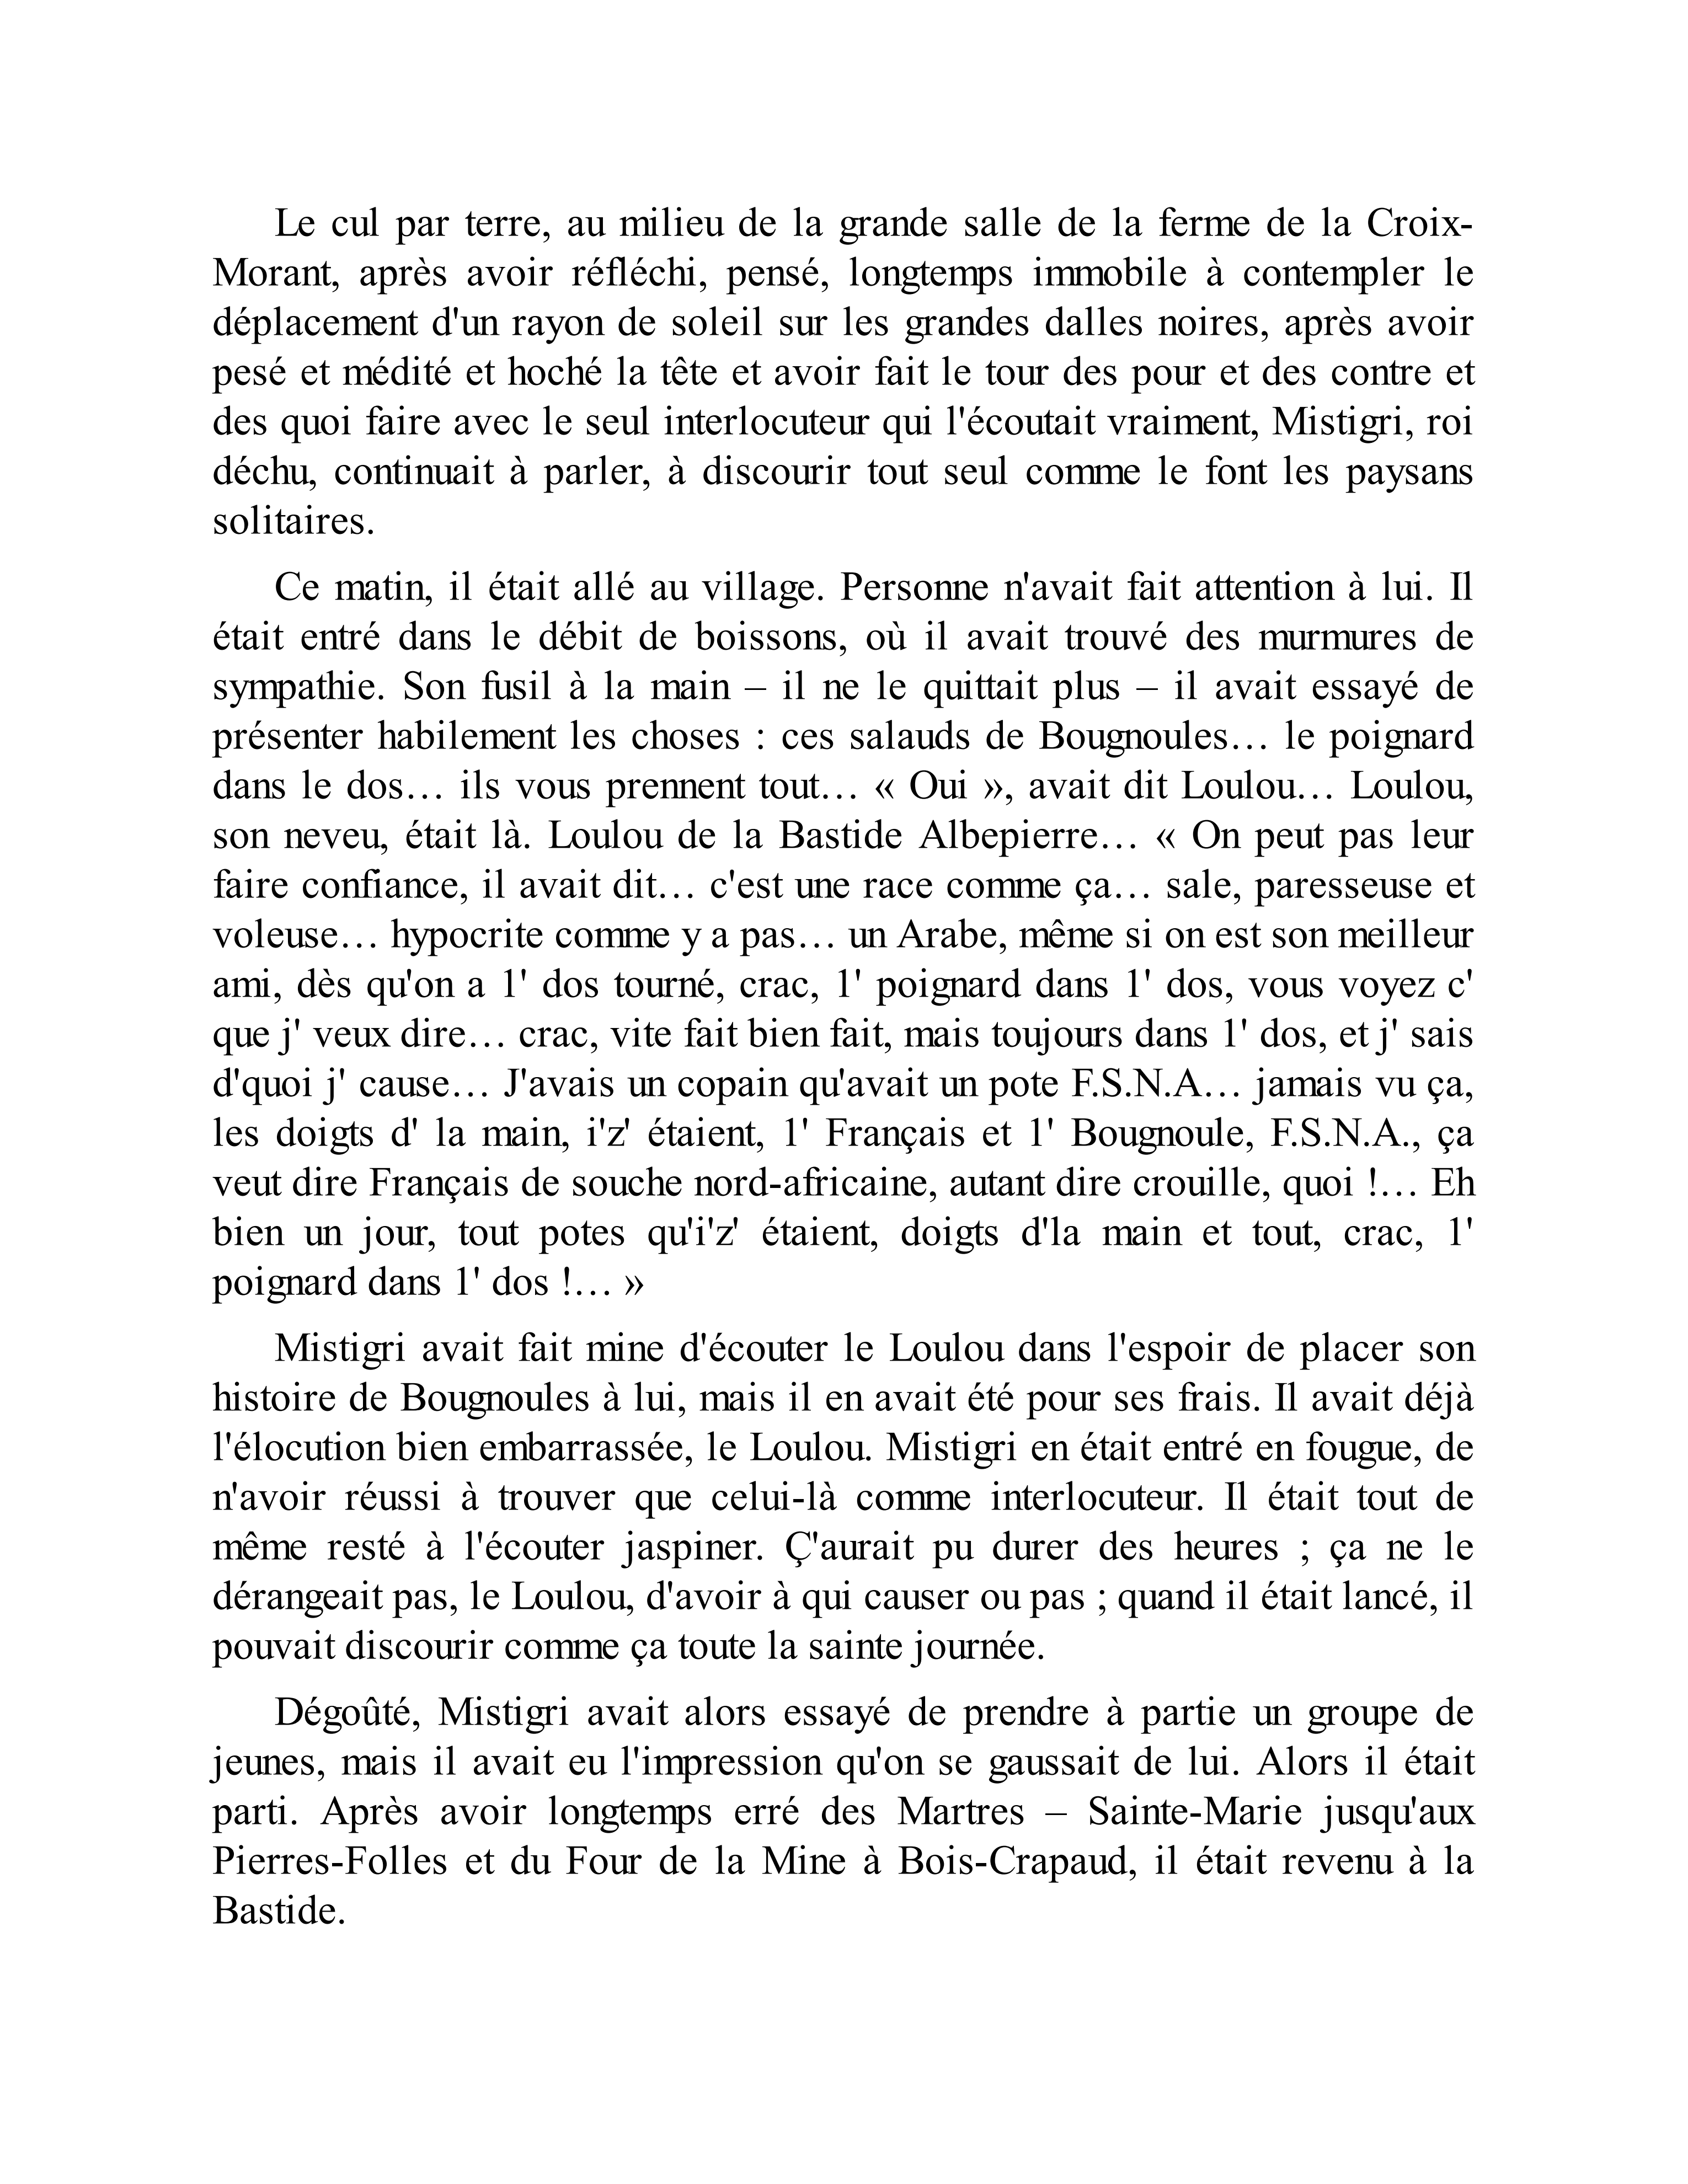 Le cul par terre, au milieu de la grande salle de la ferme de la Croix-
Morant, après avoir réfléchi, pensé, longtemps immobile à contempler le
déplacement d'un rayon de soleil sur les grandes dalles noires, après avoir
pesé et médité et hoché la tête et avoir fait le tour des pour et des contre et
des quoi faire avec le seul interlocuteur qui l'écoutait vraiment, Mistigri, roi
déchu, continuait à parler, à discourir tout seul comme le font les paysans
solitaires.
Ce matin, il était allé au village. Personne n'avait fait attention à lui. Il
était entré dans le débit de boissons, où il avait trouvé des murmures de
sympathie. Son fusil à la main – il ne le quittait plus – il avait essayé de
présenter habilement les choses : ces salauds de Bougnoules… le poignard
dans le dos… ils vous prennent tout… « Oui », avait dit Loulou… Loulou,
son neveu, était là. Loulou de la Bastide Albepierre… « On peut pas leur
faire confiance, il avait dit… c'est une race comme ça… sale, paresseuse et
voleuse… hypocrite comme y a pas… un Arabe, même si on est son meilleur
ami, dès qu'on a 1' dos tourné, crac, 1' poignard dans 1' dos, vous voyez c'
que j' veux dire… crac, vite fait bien fait, mais toujours dans 1' dos, et j' sais
d'quoi j' cause… J'avais un copain qu'avait un pote F.S.N.A… jamais vu ça,
les doigts d' la main, i'z' étaient, 1' Français et 1' Bougnoule, F.S.N.A., ça
veut dire Français de souche nord-africaine, autant dire crouille, quoi !… Eh
bien un jour, tout potes qu'i'z' étaient, doigts d'la main et tout, crac, 1'
poignard dans 1' dos !… »
Mistigri avait fait mine d'écouter le Loulou dans l'espoir de placer son
histoire de Bougnoules à lui, mais il en avait été pour ses frais. Il avait déjà
l'élocution bien embarrassée, le Loulou. Mistigri en était entré en fougue, de
n'avoir réussi à trouver que celui-là comme interlocuteur. Il était tout de
même resté à l'écouter jaspiner. Ç'aurait pu durer des heures ; ça ne le
dérangeait pas, le Loulou, d'avoir à qui causer ou pas ; quand il était lancé, il
pouvait discourir comme ça toute la sainte journée.
Dégoûté, Mistigri avait alors essayé de prendre à partie un groupe de
jeunes, mais il avait eu l'impression qu'on se gaussait de lui. Alors il était
parti. Après avoir longtemps erré des Martres – Sainte-Marie jusqu'aux
Pierres-Folles et du Four de la Mine à Bois-Crapaud, il était revenu à la
Bastide.